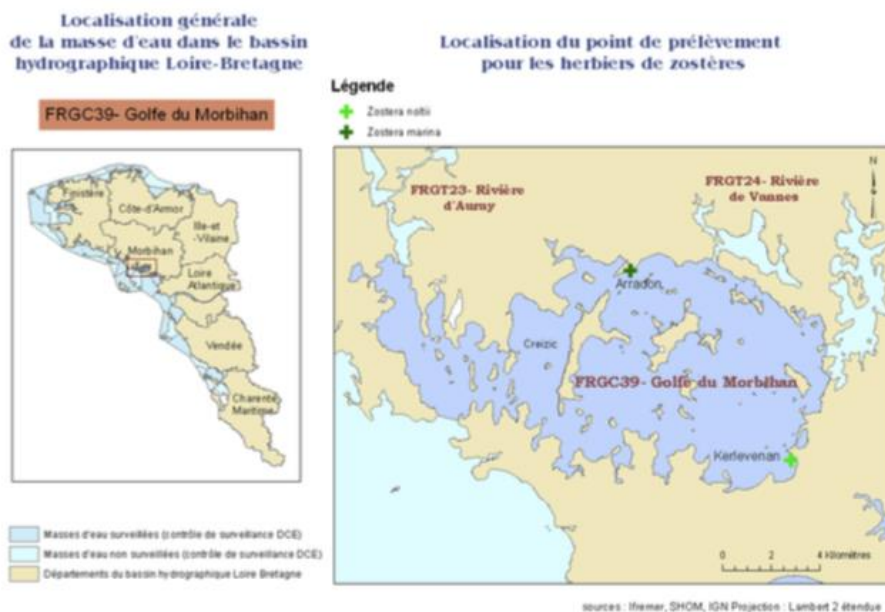 Localisation générale
de la masse d'eau dans le bassin
hydrographique Loire-Bretagne
FRGC39- Golfe du Morbihan
Finistère
Côte-d'Armor
Ille-et
-Vilaine
Morbihan
Loire
Atlantique
Vendée
Charente
Maritime
Masses d'eau surveillées (contrôle de surveillance DCE)
Masses d'eau non surveillées (contrôle de surveillance DCE)
Départements du bassin hydrographique Loire Bretagne
Localisation du point de prélèvement
pour les herbiers de zostères
Légende
Zostera noltii
Zostera marina
FRGT23- Rivière
d'Auray
FRGT24- Rivière
de Vannes
N
Arradon
Creizic
FRGC39- Golfe du Morbihan
Kerlevenan
0 2 4 Kilomètres
sources : Ifremer, SHOM, IGN Projection : Lambert 2 étendus